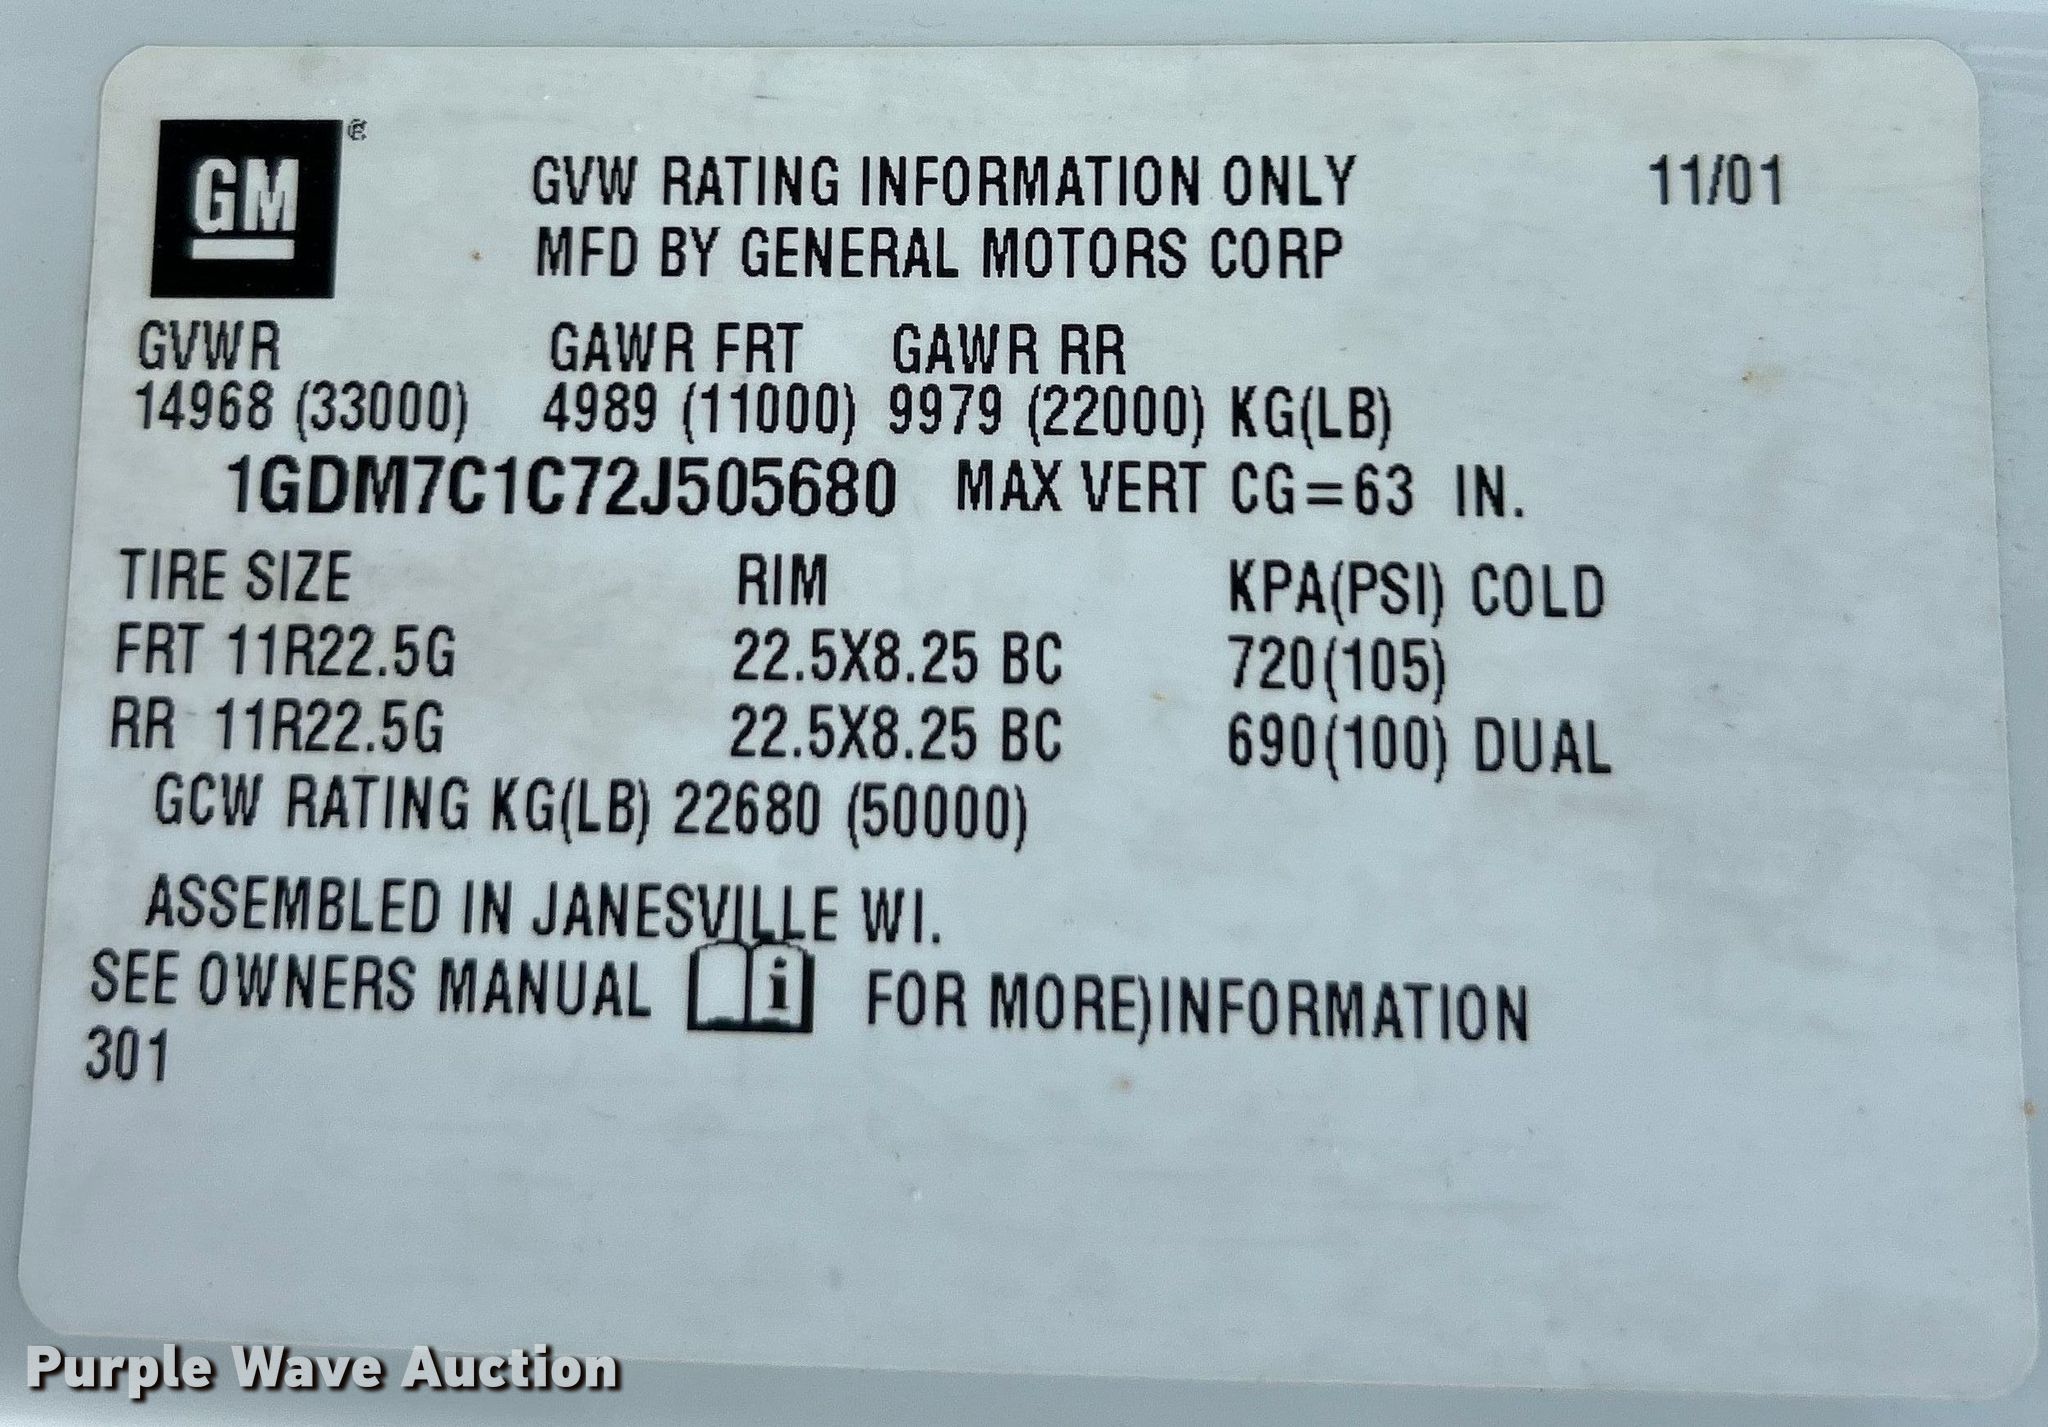 GM
GVW RATING INFORMATION ONLY 11/01
MFD BY GENERAL MOTORS CORP
GVWR GAWR FRT GAWR RR
14968 (33000) 4989 (11000) 9979 (22000) KG(LB)
1GDM7C1C72J505680 MAX VERT CG=63 IN.
TIRE SIZE RIM KPA(PSI) COLD
FRT 11R22.5G 22.5X8.25 BC 720(105)
RR 11R22.5G 22.5X8.25 BC 690(100) DUAL
GCW RATING KG(LB) 22680 (50000)
ASSEMBLED IN JANESVILLE WI.
SEE OWNERS MANUAL i FOR MORE)INFORMATION
301
Purple Wave Auction